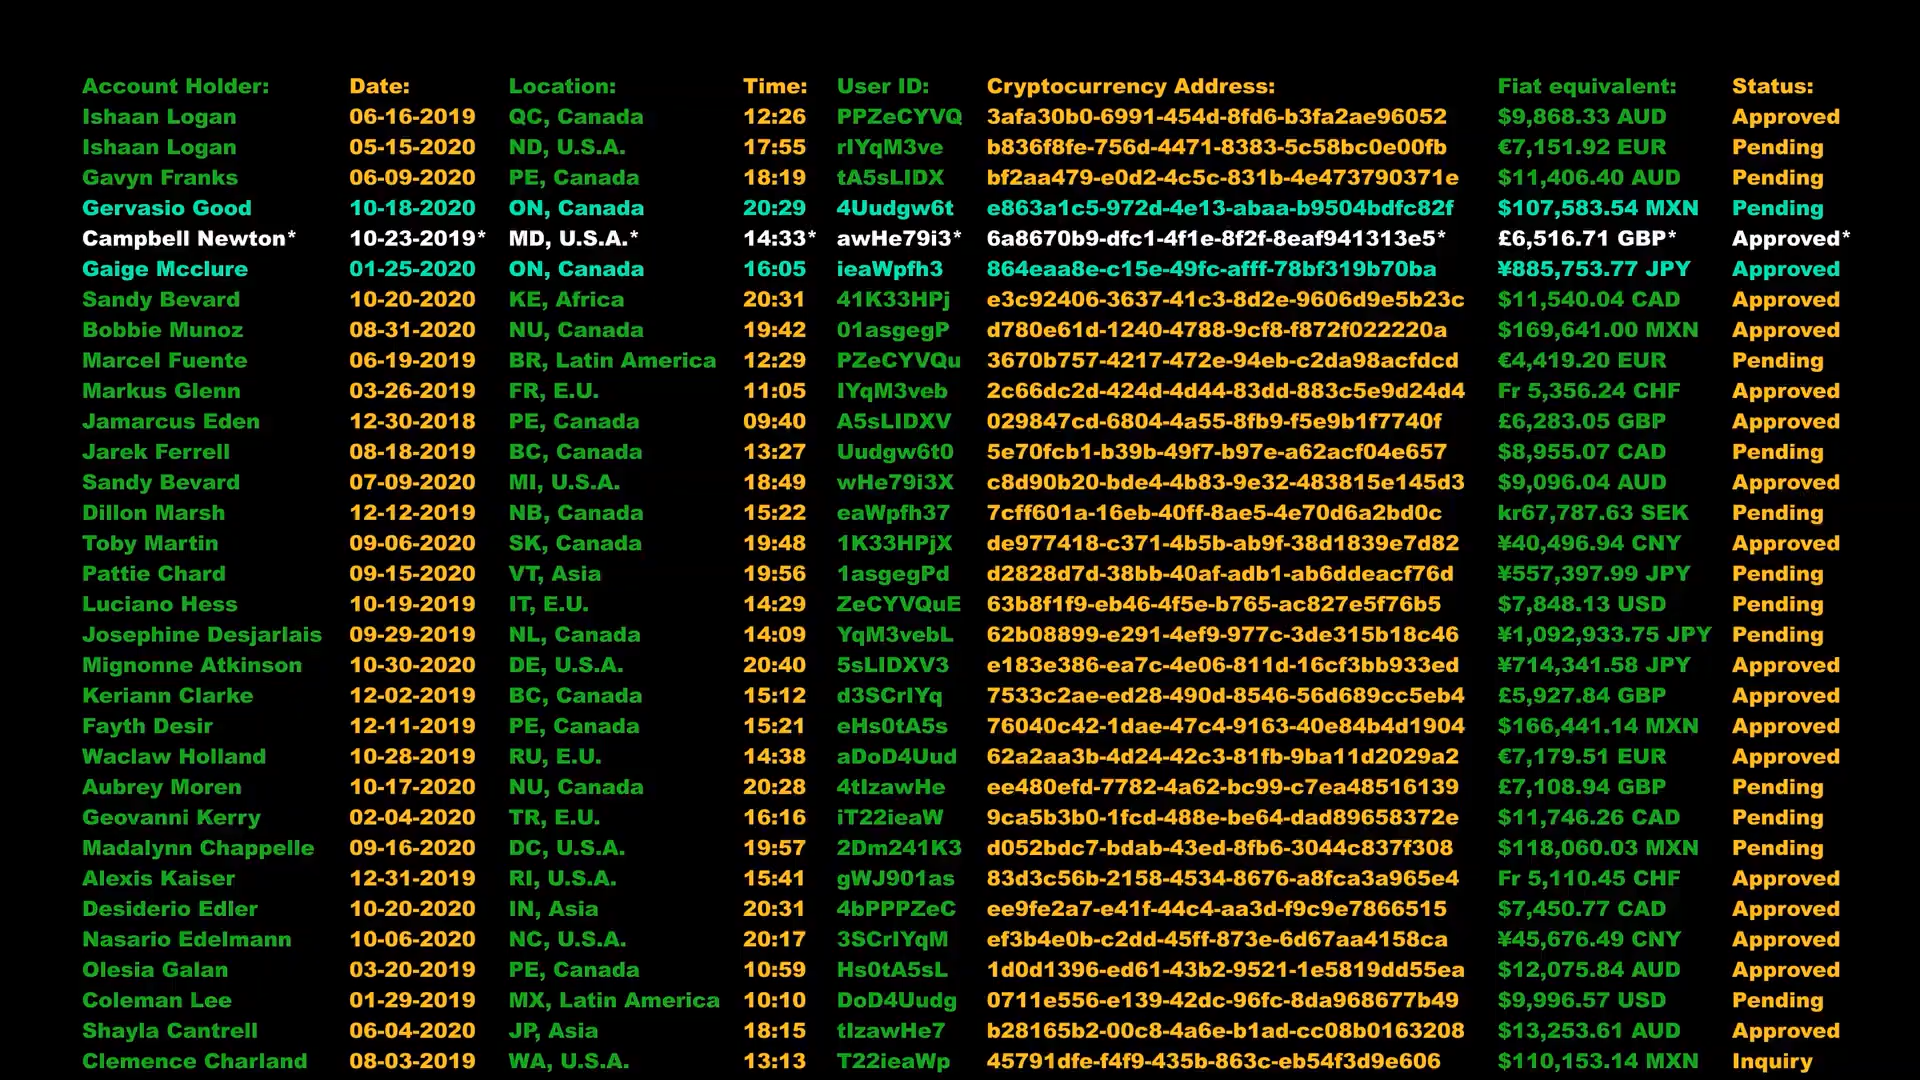 Account Holder: Date: Location: Time: User ID: Cryptocurrency Address: Fiat equivalent: Status:
Ishaan Logan 06-16-2019 QC, Canada 12:26 PPZeCYVQ 3afa30b0-6991-454d-8fd6-b3fa2ae96052 $9,868.33 AUD Approved
Ishaan Logan 05-15-2020 ND, U.S.A. 17:55 rIYqM3ve b836f8fe-756d-4471-8383-5c58bc0e00fb €7,151.92 EUR Pending
Gavyn Franks 06-09-2020 PE, Canada 18:19 tA5sLIDX bf2aa479-e0d2-4c5c-831b-4e473790371e $11,406.40 AUD Pending
Gervasio Good 10-18-2020 ON, Canada 20:29 4Uudgw6t e863a1c5-972d-4e13-abaa-b9504bdfc82f $107,583.54 MXN Pending
Campbell Newton* 10-23-2019* MD, U.S.A.* 14:33* awHe79i3* 6a8670b9-dfc1-4f1e-8f2f-8eaf941313e5* £6,516.71 GBP* Approved*
Gaige Mcclure 01-25-2020 ON, Canada 16:05 ieaWpfh3 864eaa8e-c15e-49fc-afff-78bf319b70ba ¥885,753.77 JPY Approved
Sandy Bevard 10-20-2020 KE, Africa 20:31 41K33HPj e3c92406-3637-41c3-8d2e-9606d9e5b23c $11,540.04 CAD Approved
Bobbie Munoz 08-31-2020 NU, Canada 19:42 01asgegP d780e61d-1240-4788-9cf8-f872f022220a $169,641.00 MXN Approved
Marcel Fuente 06-19-2019 BR, Latin America 12:29 PZeCYVQu 3670b757-4217-472e-94eb-c2da98acfdcd €4,419.20 EUR Pending
Markus Glenn 03-26-2019 FR, E.U. 11:05 IYqM3veb 2c66dc2d-424d-4d44-83dd-883c5e9d24d4 Fr 5,356.24 CHF Approved
Jamarcus Eden 12-30-2018 PE, Canada 09:40 A5sLIDXV 029847cd-6804-4a55-8fb9-f5e9b1f7740f £6,283.05 GBP Approved
Jarek Ferrell 08-18-2019 BC, Canada 13:27 Uudgw6t0 5e70fcb1-b39b-49f7-b97e-a62acf04e657 $8,955.07 CAD Pending
Sandy Bevard 07-09-2020 MI, U.S.A. 18:49 wHe79i3X c8d90b20-bde4-4b83-9e32-483815e145d3 $9,096.04 AUD Approved
Dillon Marsh 12-12-2019 NB, Canada 15:22 eaWpfh37 7cff601a-16eb-40ff-8ae5-4e70d6a2bd0c kr67,787.63 SEK Pending
Toby Martin 09-06-2020 SK, Canada 19:48 1K33HPjX de977418-c371-4b5b-ab9f-38d1839e7d82 ¥40,496.94 CNY Approved
Pattie Chard 09-15-2020 VT, Asia 19:56 1asgegPd d2828d7d-38bb-40af-adb1-ab6ddeacf76d ¥557,397.99 JPY Pending
Luciano Hess 10-19-2019 IT, E.U. 14:29 ZeCYVQuE 63b8f1f9-eb46-4f5e-b765-ac827e5f76b5 $7,848.13 USD Pending
Josephine Desjarlais 09-29-2019 NL, Canada 14:09 YqM3vebL 62b08899-e291-4ef9-977c-3de315b18c46 ¥1,092,933.75 JPY Pending
Mignonne Atkinson 10-30-2020 DE, U.S.A. 20:40 5sLIDXV3 e183e386-ea7c-4e06-811d-16cf3bb933ed ¥714,341.58 JPY Approved
Keriann Clarke 12-02-2019 BC, Canada 15:12 d3SCrIYq 7533c2ae-ed28-490d-8546-56d689cc5eb4 £5,927.84 GBP Approved
Fayth Desir 12-11-2019 PE, Canada 15:21 eHs0tA5s 76040c42-1dae-47c4-9163-40e84b4d1904 $166,441.14 MXN Approved
Waclaw Holland 10-28-2019 RU, E.U. 14:38 aDoD4Uud 62a2aa3b-4d24-42c3-81fb-9ba11d2029a2 €7,179.51 EUR Approved
Aubrey Moren 10-17-2020 NU, Canada 20:28 4tIzawHe ee480efd-7782-4a62-bc99-c7ea48516139 £7,108.94 GBP Pending
Geovanni Kerry 02-04-2020 TR, E.U. 16:16 iT22ieaW 9ca5b3b0-1fcd-488e-be64-dad89658372e $11,746.26 CAD Pending
Madalynn Chappelle 09-16-2020 DC, U.S.A. 19:57 2Dm241K3 d052bdc7-bdab-43ed-8fb6-3044c837f308 $118,060.03 MXN Pending
Alexis Kaiser 12-31-2019 RI, U.S.A. 15:41 gWJ901as 83d3c56b-2158-4534-8676-a8fca3a965e4 Fr 5,110.45 CHF Approved
Desiderio Edler 10-20-2020 IN, Asia 20:31 4bPPPZeC ee9fe2a7-e41f-44c4-aa3d-f9c9e7866515 $7,450.77 CAD Approved
Nasario Edelmann 10-06-2020 NC, U.S.A. 20:17 3SCrIYqM ef3b4e0b-c2dd-45ff-873e-6d67aa4158ca ¥45,676.49 CNY Approved
Olesia Galan 03-20-2019 PE, Canada 10:59 Hs0tA5sL 1d0d1396-ed61-43b2-9521-1e5819dd55ea $12,075.84 AUD Approved
Coleman Lee 01-29-2019 MX, Latin America 10:10 DoD4Uudg 0711e556-e139-42dc-96fc-8da968677b49 $9,996.57 USD Pending
Shayla Cantrell 06-04-2020 JP, Asia 18:15 tIzawHe7 b28165b2-00c8-4a6e-b1ad-cc08b0163208 $13,253.61 AUD Approved
Clemence Charland 08-03-2019 WA, U.S.A. 13:13 T22ieaWp 45791dfe-f4f9-435b-863c-eb54f3d9e606 $110,153.14 MXN Inquiry